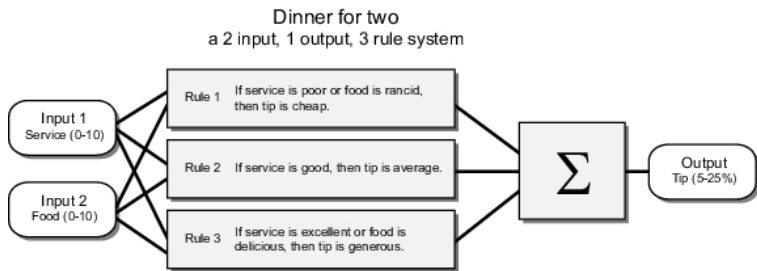 Dinner for two
a 2 input, 1 output, 3 rule system
Input 1
Service (0-10)
Input 2
Food (0-10)
Rule 1
If service is poor or food is rancid,
then tip is cheap.
Rule 2
If service is good, then tip is average.
Rule 3
If service is excellent or food is
delicious, then tip is generous.
Σ
Output
Tip (5-25%)